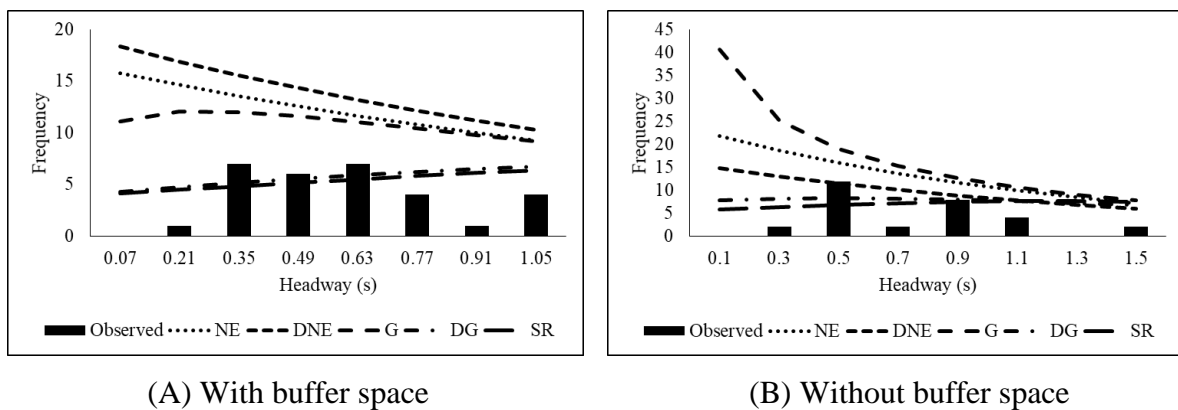 20
15
10
5
0
Frequency
0.07 0.21 0.35 0.49 0.63 0.77 0.91 1.05
Headway (s)
Observed NE DNE G DG SR
(A) With buffer space
45
40
35
30
25
20
15
10
5
0
Frequency
0.1 0.3 0.5 0.7 0.9 1.1 1.3 1.5
Headway (s)
Observed NE DNE G DG SR
(B) Without buffer space